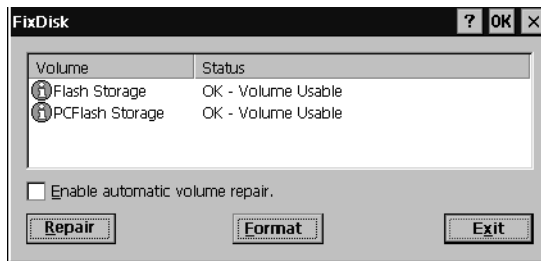 FixDisk ? OK ×
Volume Status
Flash Storage OK - Volume Usable
PCFlash Storage OK - Volume Usable
Enable automatic volume repair.
Repair Format Exit